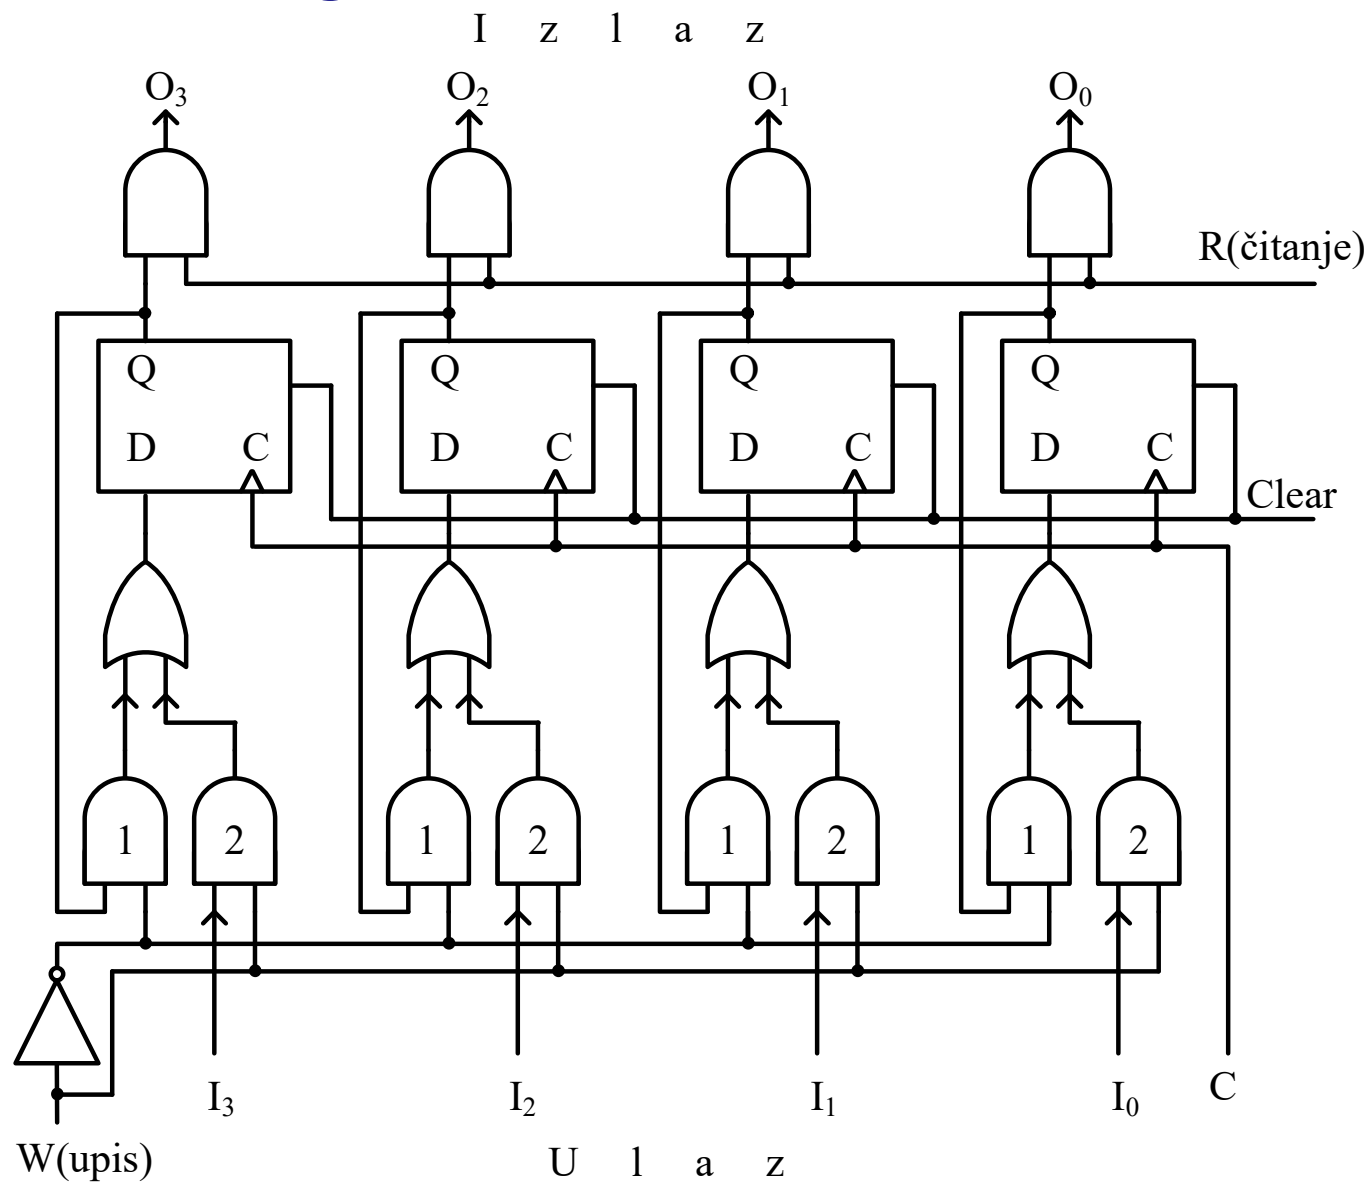 I z l a z
O3 O2 O1 O0
R(čitanje)
Q Q Q Q
D C D C D C D C
Clear
1 2 1 2 1 2 1 2
I3 I2 I1 I0 C
W(upis)
U l a z